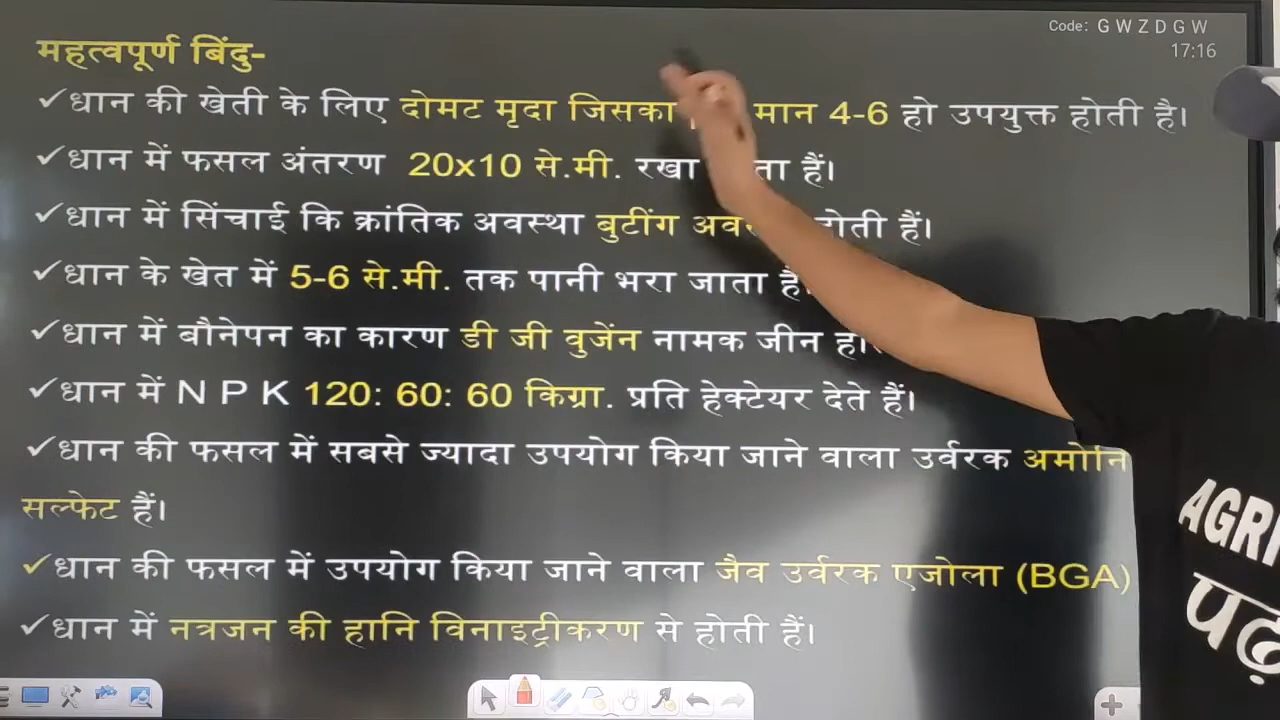 Code: G W Z D G W
17:16
महत्वपूर्ण बिंदु-
✓धान की खेती के लिए दोमट मृदा जिसका मान 4-6 हो उपयुक्त होती है।
✓धान में फसल अंतरण 20x10 से.मी. रखा हैं।
✓धान में सिंचाई कि क्रांतिक अवस्था बुटींग होती हैं।
✓धान के खेत में 5-6 से.मी. तक पानी भरा जाता है
✓धान में बौनेपन का कारण डी जी वुजेंन नामक जीन
✓धान में N P K 120: 60: 60 किग्रा. प्रति हेक्टेयर देते हैं।
✓धान की फसल में सबसे ज्यादा उपयोग किया जाने वाला उर्वरक
सल्फेट हैं।
✓धान की फसल में उपयोग किया जाने वाला जैव उर्वरक एजोला (BGA)
✓धान में नत्रजन की हानि विनाइट्रीकरण से होती हैं।
AGRI
पढ़